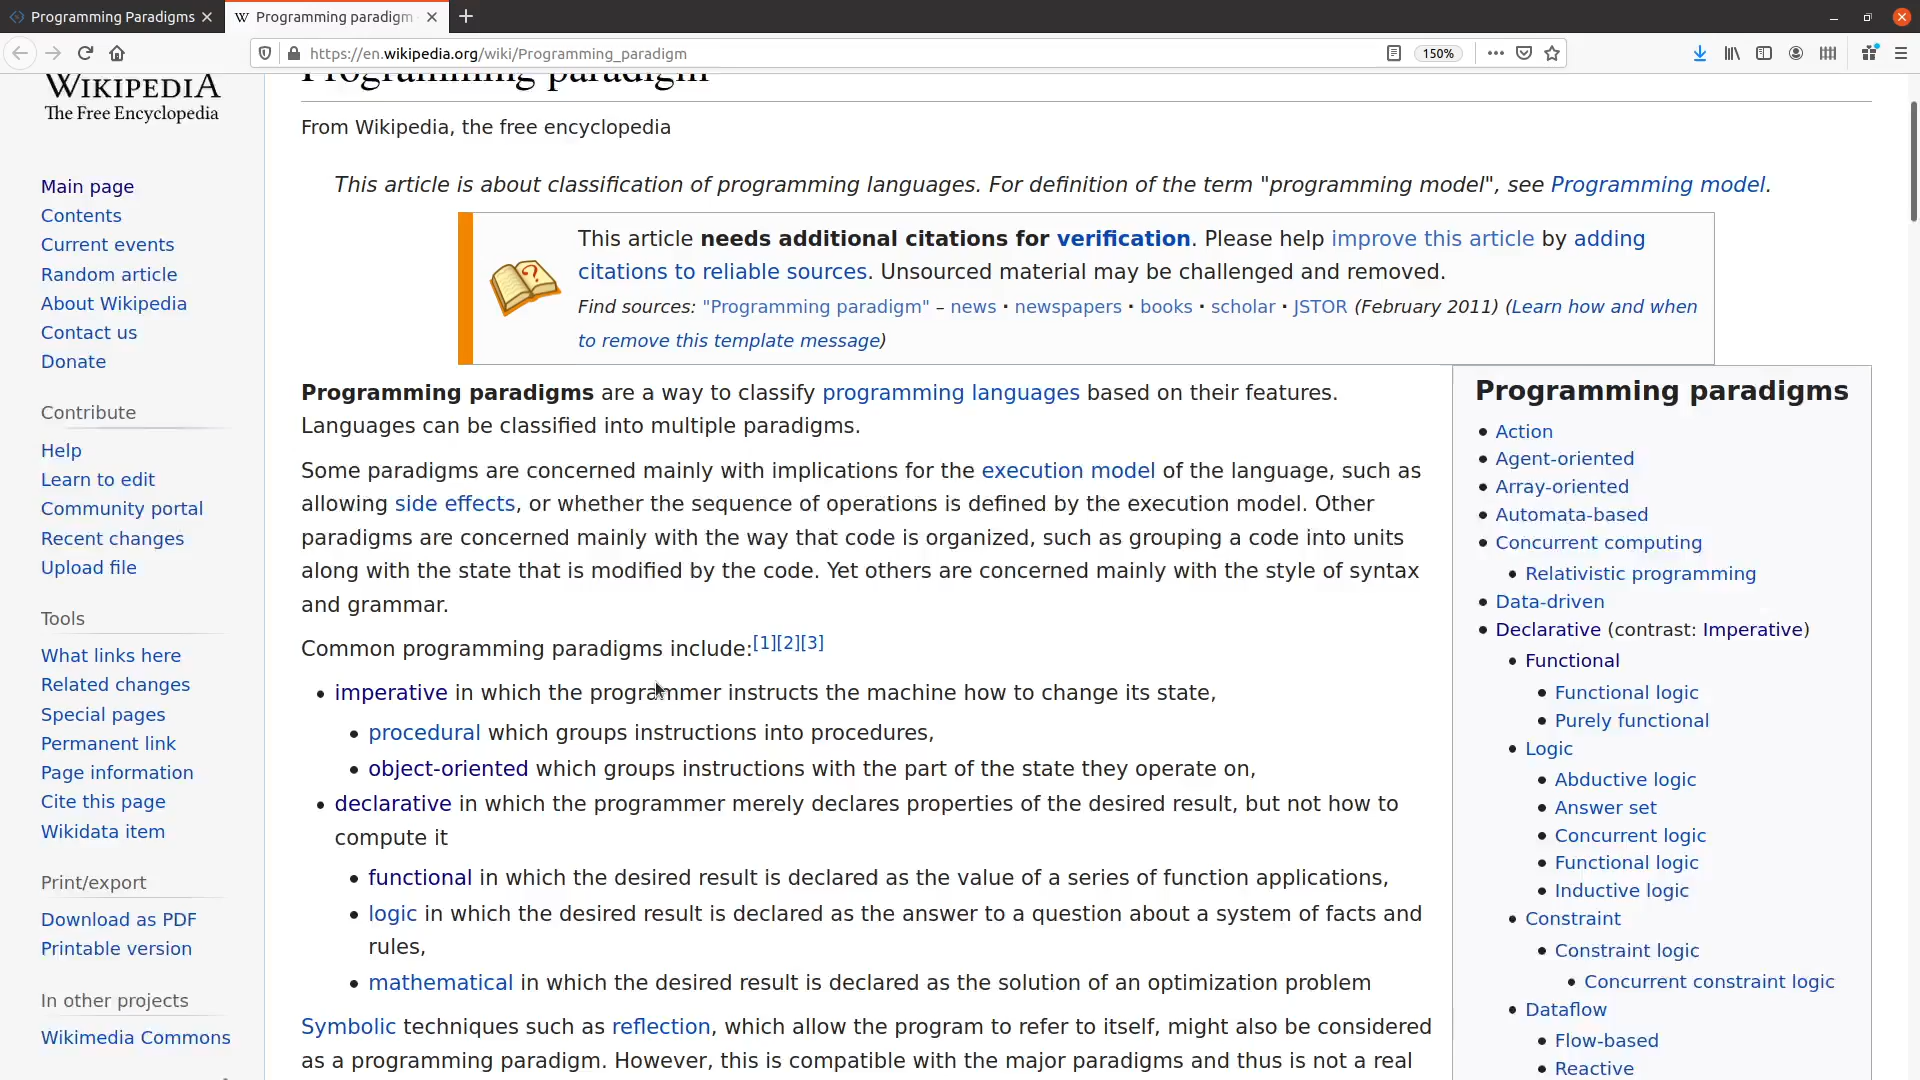 Programming Paradigms
Programming paradigm
https://en.wikipedia.org/wiki/Programming_paradigm
150%
WIKIPEDIA
The Free Encyclopedia
Main page
Contents
Current events
Random article
About Wikipedia
Contact us
Donate
Contribute
Help
Learn to edit
Community portal
Recent changes
Upload file
Tools
What links here
Related changes
Special pages
Permanent link
Page information
Cite this page
Wikidata item
Print/export
Download as PDF
Printable version
In other projects
Wikimedia Commons
Programming paradigm
From Wikipedia, the free encyclopedia
This article is about classification of programming languages. For definition of the term "programming model", see Programming model.
This article needs additional citations for verification. Please help improve this article by adding
citations to reliable sources. Unsourced material may be challenged and removed.
Find sources: "Programming paradigm" – news · newspapers · books · scholar · JSTOR (February 2011) (Learn how and when
to remove this template message)
Programming paradigms are a way to classify programming languages based on their features.
Languages can be classified into multiple paradigms.
Some paradigms are concerned mainly with implications for the execution model of the language, such as
allowing side effects, or whether the sequence of operations is defined by the execution model. Other
paradigms are concerned mainly with the way that code is organized, such as grouping a code into units
along with the state that is modified by the code. Yet others are concerned mainly with the style of syntax
and grammar.
Common programming paradigms include:[1][2][3]
• imperative in which the programmer instructs the machine how to change its state,
• procedural which groups instructions into procedures,
• object-oriented which groups instructions with the part of the state they operate on,
• declarative in which the programmer merely declares properties of the desired result, but not how to
compute it
• functional in which the desired result is declared as the value of a series of function applications,
• logic in which the desired result is declared as the answer to a question about a system of facts and
rules,
• mathematical in which the desired result is declared as the solution of an optimization problem
Symbolic techniques such as reflection, which allow the program to refer to itself, might also be considered
as a programming paradigm. However, this is compatible with the major paradigms and thus is not a real
Programming paradigms
• Action
• Agent-oriented
• Array-oriented
• Automata-based
• Concurrent computing
• Relativistic programming
• Data-driven
• Declarative (contrast: Imperative)
• Functional
• Functional logic
• Purely functional
• Logic
• Abductive logic
• Answer set
• Concurrent logic
• Functional logic
• Inductive logic
• Constraint
• Constraint logic
• Concurrent constraint logic
• Dataflow
• Flow-based
• Reactive